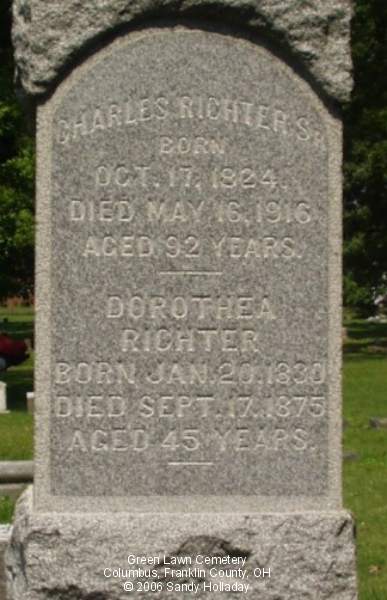 CHARLES RICHTER SR.
BORN
OCT. 17, 1824.
DIED MAY 16, 1916
AGED 92 YEARS.
DOROTHEA
RICHTER
BORN JAN. 20. 1830
DIED SEPT. 17. 1875
AGED 45 YEARS.
Green Lawn Cemetery
Columbus, Franklin County, OH
© 2006 Sandy Holladay